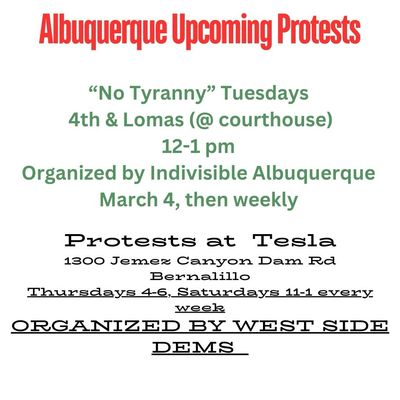 Albuquerque Upcoming Protests
“No Tyranny” Tuesdays
4th & Lomas (@ courthouse)
12-1 pm
Organized by Indivisible Albuquerque
March 4, then weekly
Protests at Tesla
1300 Jemez Canyon Dam Rd
Bernalillo
Thursdays 4-6, Saturdays 11-1 every
week
ORGANIZED BY WEST SIDE
DEMS